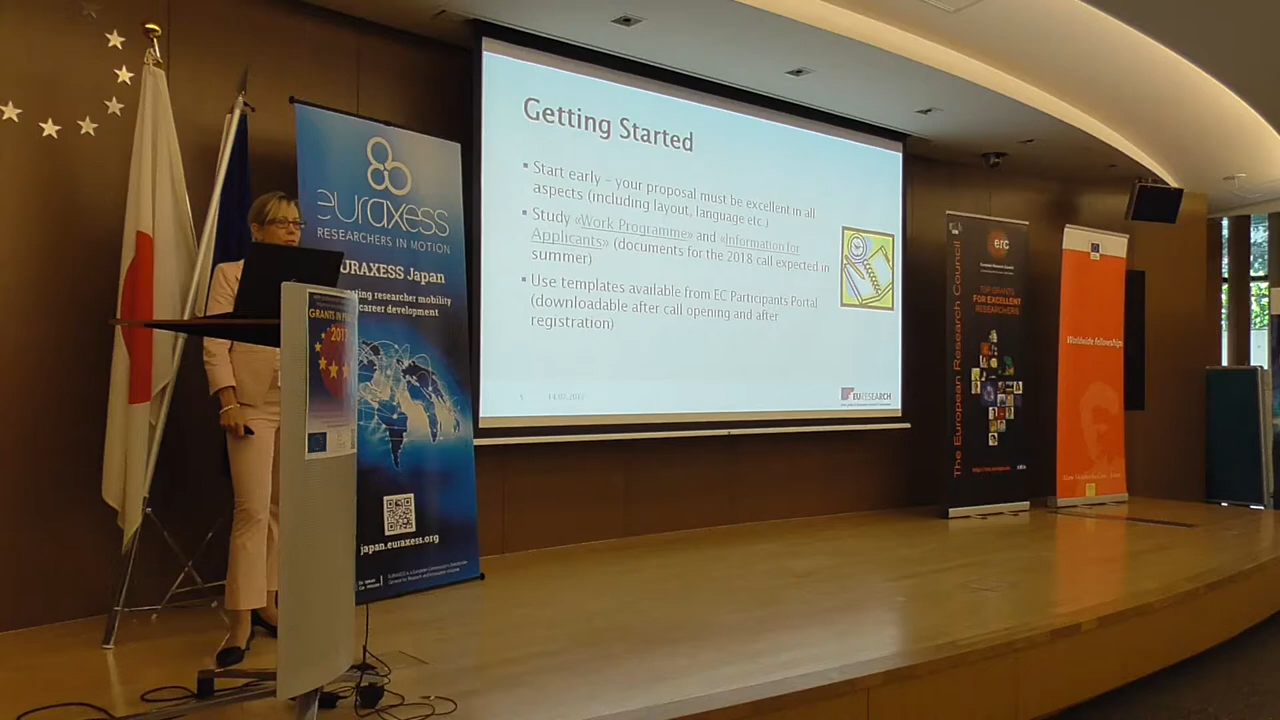 euraxess
RESEARCHERS IN MOTION
EURAXESS Japan
researcher mobility
career development
GRANTS IN
2017
japan.euraxess.org
Getting Started
▪ Start early – your proposal must be excellent in all
aspects (including layout, language etc.)
▪ Study «Work Programme» and «Information for
Applicants» (documents for the 2018 call expected in
summer)
▪ Use templates available from EC Participants Portal
(downloadable after call opening and after
registration)
EURESEARCH
The European Research Council
erc
TOP GRANTS
FOR EXCELLENT
RESEARCHERS
Worldwide fellowships